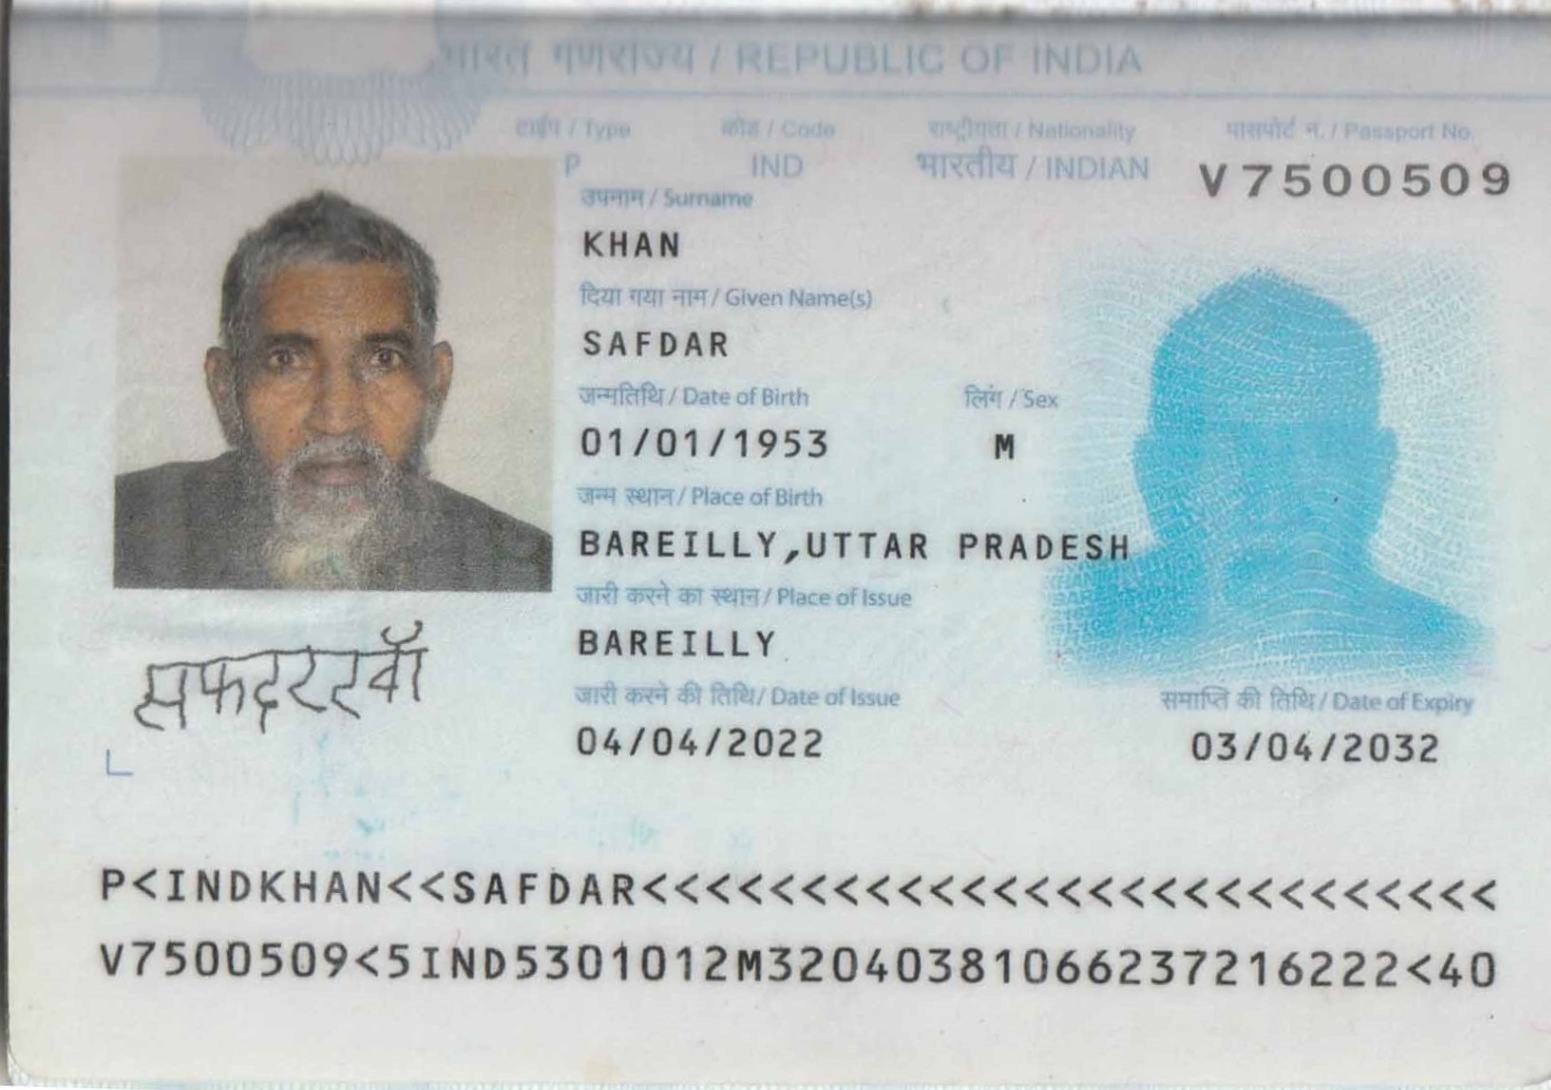 भारत गणराज्य / REPUBLIC OF INDIA
टाईप / Type कोड / Code राष्ट्रीयता / Nationality पासपोर्ट न. / Passport No.
P IND भारतीय / INDIAN V7500509
उपनाम / Surname
KHAN
दिया गया नाम / Given Name(s)
SAFDAR
जन्मतिथि / Date of Birth लिंग / Sex
01/01/1953 M
जन्म स्थान / Place of Birth
BAREILLY,UTTAR PRADESH
जारी करने का स्थान / Place of Issue
BAREILLY
सफदरखाँ
जारी करने की तिथि / Date of Issue समाप्ति की तिथि / Date of Expiry
04/04/2022 03/04/2032
P<INDKHAN<<SAFDAR<<<<<<<<<<<<<<<<<<<<<<<<<<<
V7500509<5IND5301012M32040381066237216222<40